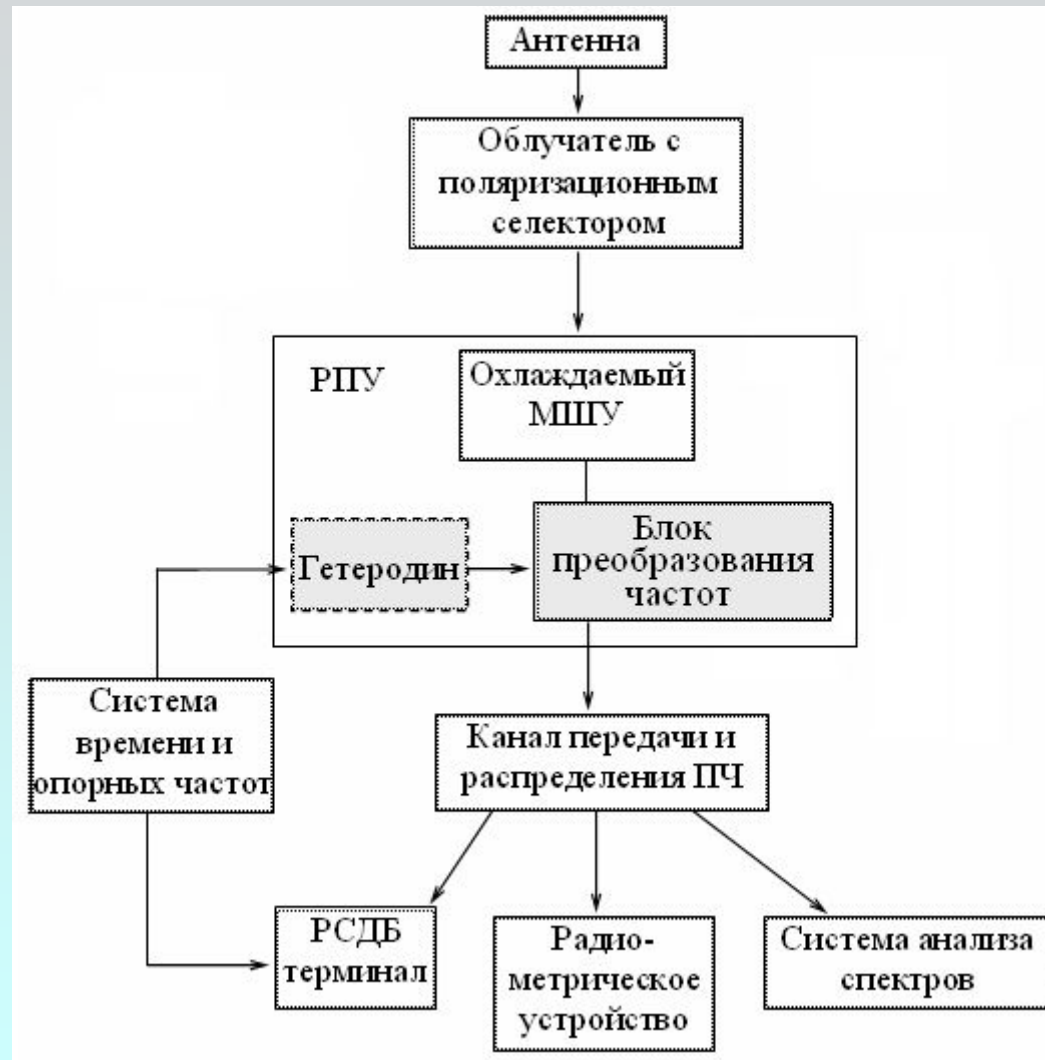 Антенна
Облучатель с
поляризационным
селектором
РПУ
Охлаждаемый
МШУ
Гетеродин
Блок
преобразования
частот
Система
времени и
опорных частот
Канал передачи и
распределения ПЧ
РСДБ
терминал
Радио-
метрическое
устройство
Система анализа
спектров